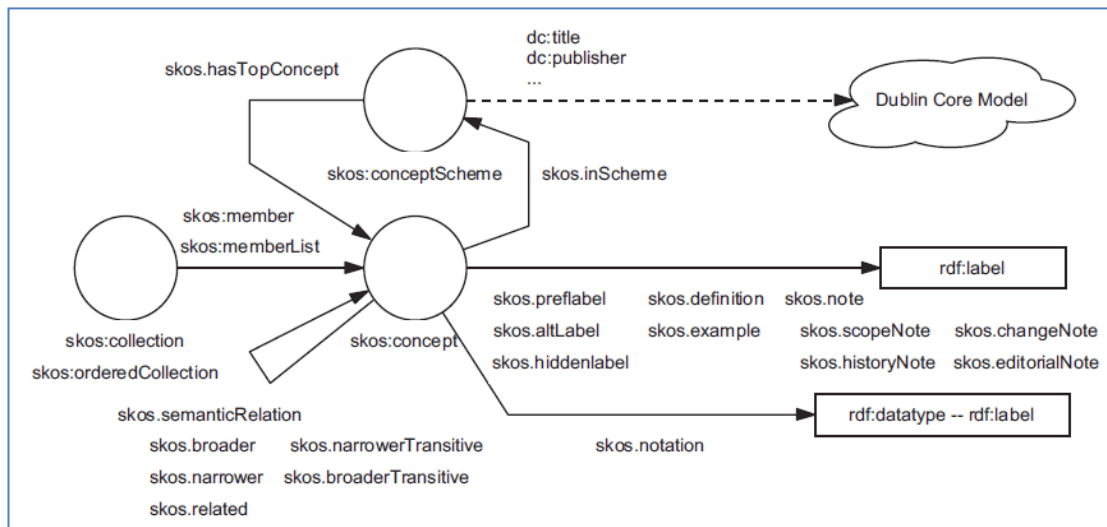 dc:title
dc:publisher
...
skos.hasTopConcept
Dublin Core Model
skos:conceptScheme
skos.inScheme
skos:member
skos:memberList
rdf:label
skos.preflabel skos.definition skos.note
skos.altLabel skos.example skos.scopeNote skos.changeNote
skos.hiddenlabel skos.historyNote skos.editorialNote
skos:collection
skos:orderedCollection
skos:concept
skos.semanticRelation
skos.broader skos.narrowerTransitive
skos.narrower skos.broaderTransitive
skos.related
skos.notation
rdf:datatype -- rdf:label